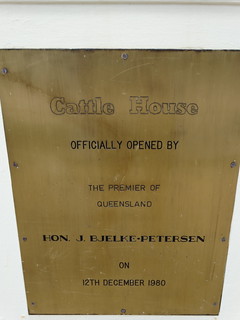 Cattle House
OFFICIALLY OPENED BY
THE PREMIER OF
QUEENSLAND
HON. J. BJELKE-PETERSEN
ON
12TH DECEMBER 1980